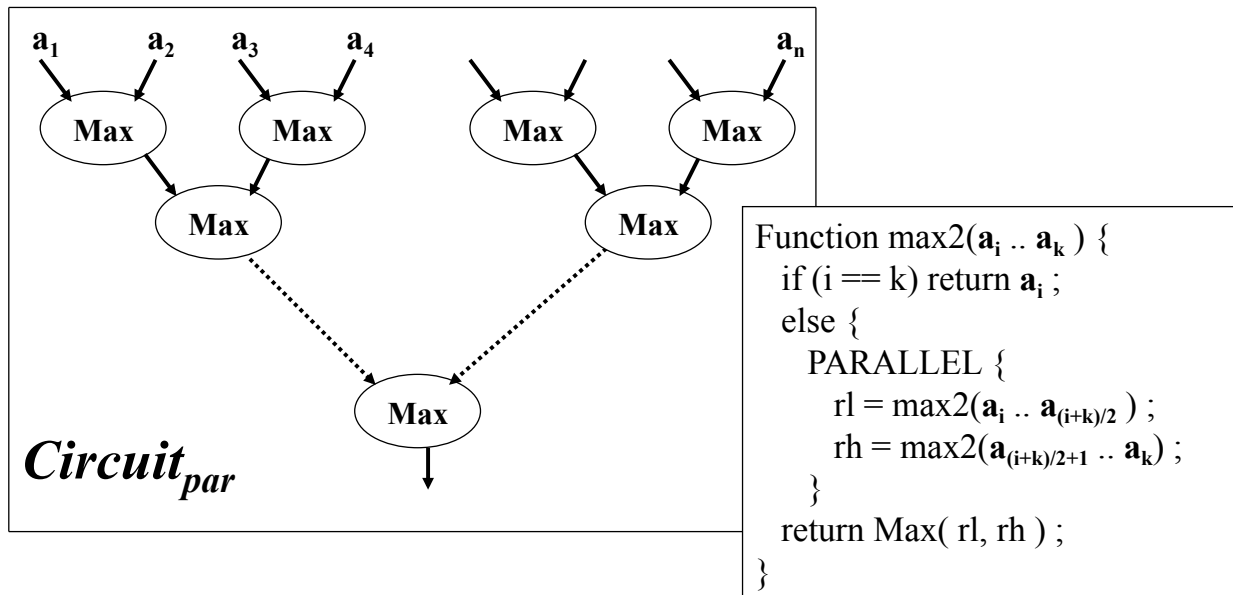 a₁ a₂ a₃ a₄ aₙ
Max Max Max Max
Max Max
Max
Circuit_par
Function max2(aᵢ .. aₖ ) {
if (i == k) return aᵢ ;
else {
PARALLEL {
rl = max2(aᵢ .. a₍ᵢ₊ₖ₎/₂ ) ;
rh = max2(a₍ᵢ₊ₖ₎/₂₊₁ .. aₖ) ;
}
return Max( rl, rh ) ;
}